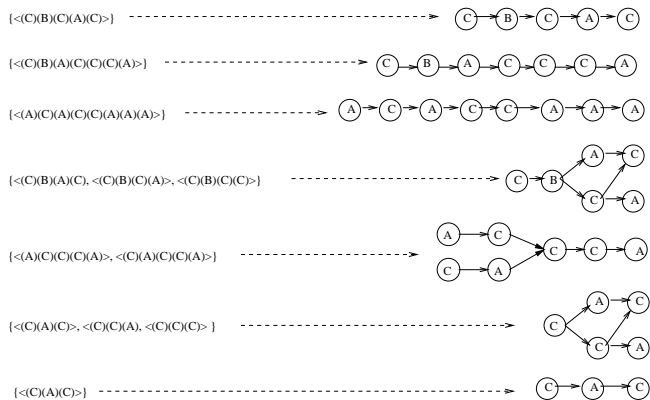 {<(C)(B)(C)(A)(C)>} C B C A C
{<(C)(B)(A)(C)(C)(C)(A)>} C B A C C C A
{<(A)(C)(A)(C)(C)(A)(A)(A)>} A C A C C A A A
{<(C)(B)(A)(C), <(C)(B)(C)(A)>, <(C)(B)(C)(C)>} C B A C C A
{<(A)(C)(C)(C)(A)>, <(C)(A)(C)(C)(A)>} A C C A C C A
{<(C)(A)(C)>, <(C)(C)(A), <(C)(C)(C)> } C A C C A
{<(C)(A)(C)>} C A C